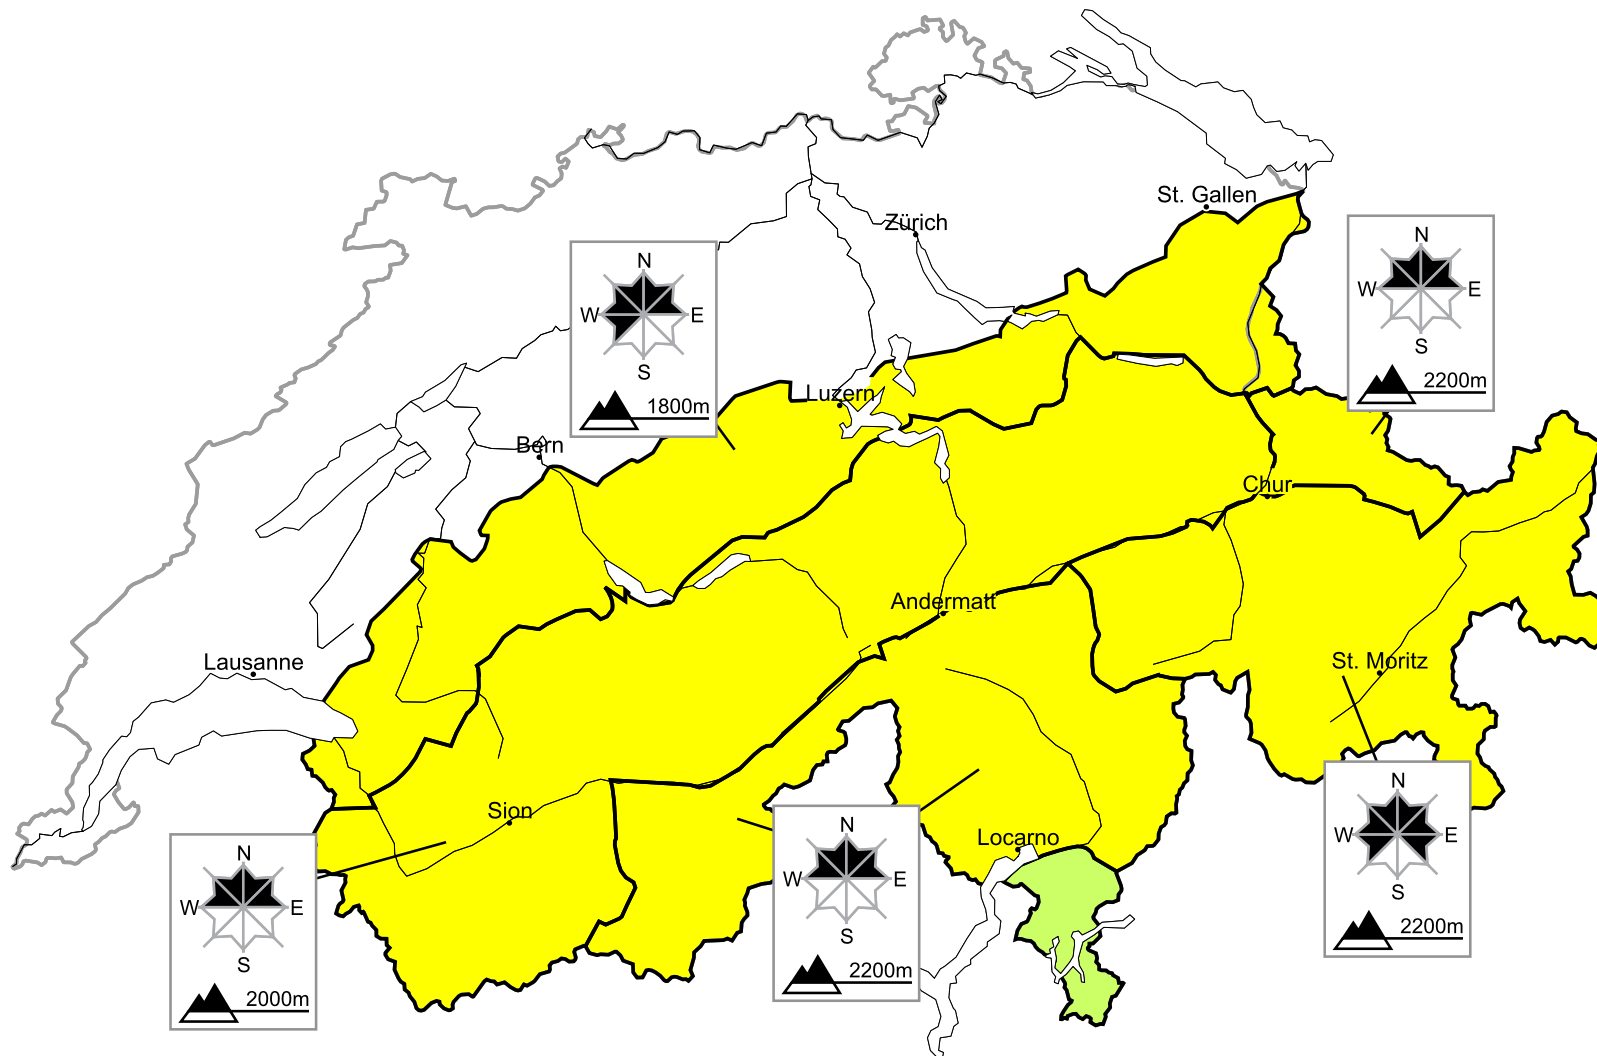 St. Gallen
Zürich
N
W E
S
1800m
N
W E
S
2200m
Luzern
Bern
Chur
Andermatt
Lausanne
St. Moritz
Sion
Locarno
N
W E
S
2000m
N
W E
S
2200m
N
W E
S
2200m